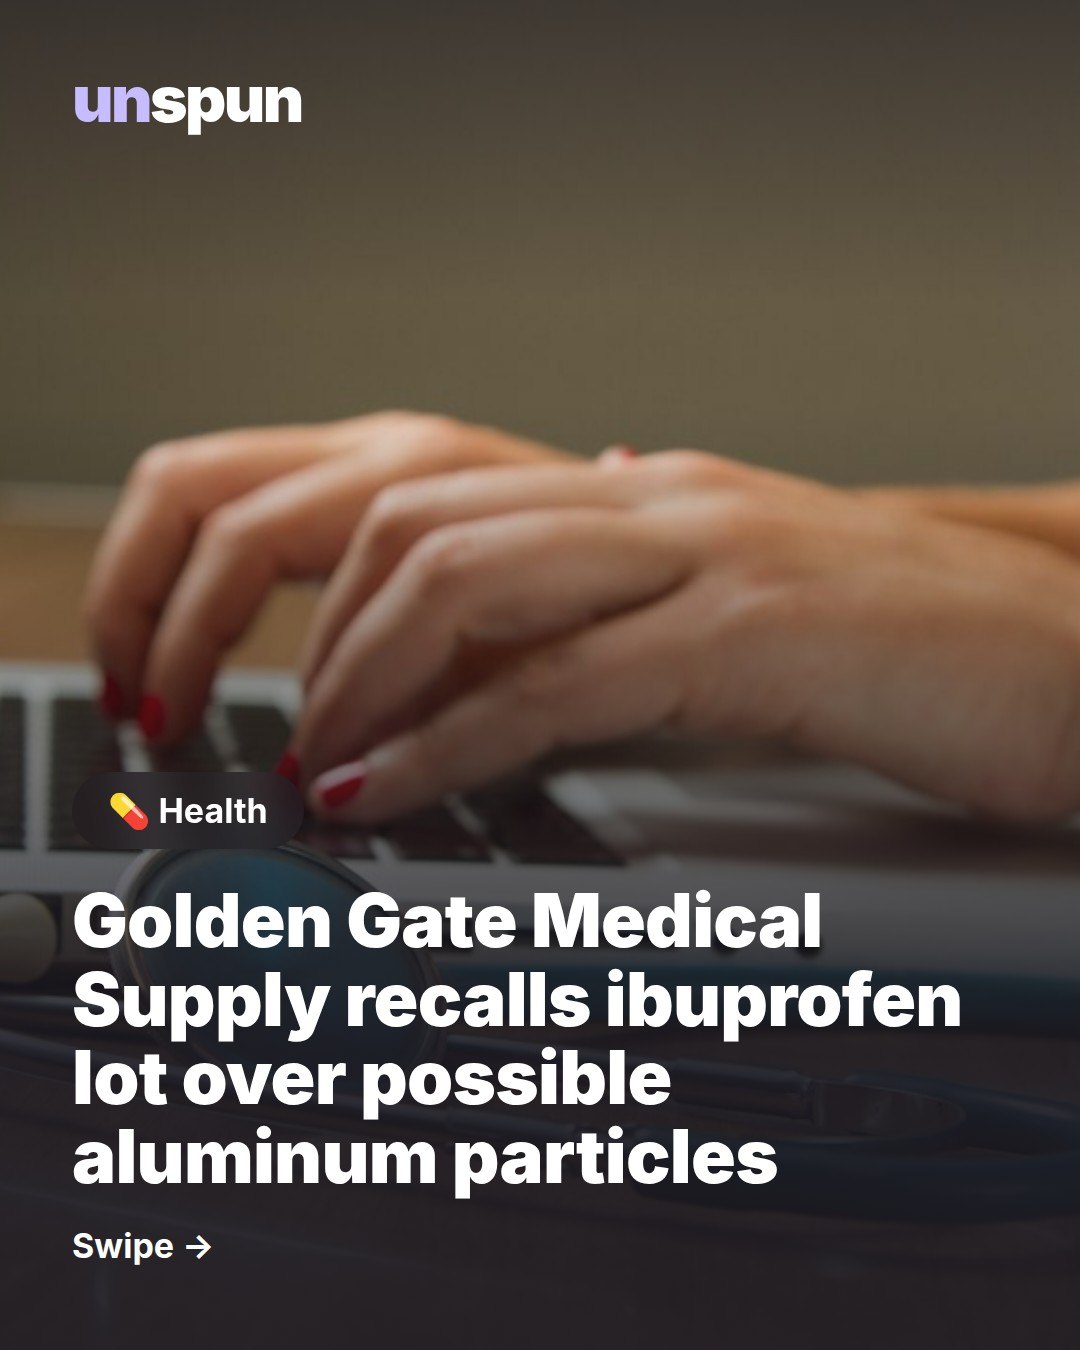 unspun
💊 Health
Golden Gate Medical
Supply recalls ibuprofen
lot over possible
aluminum particles
Swipe →